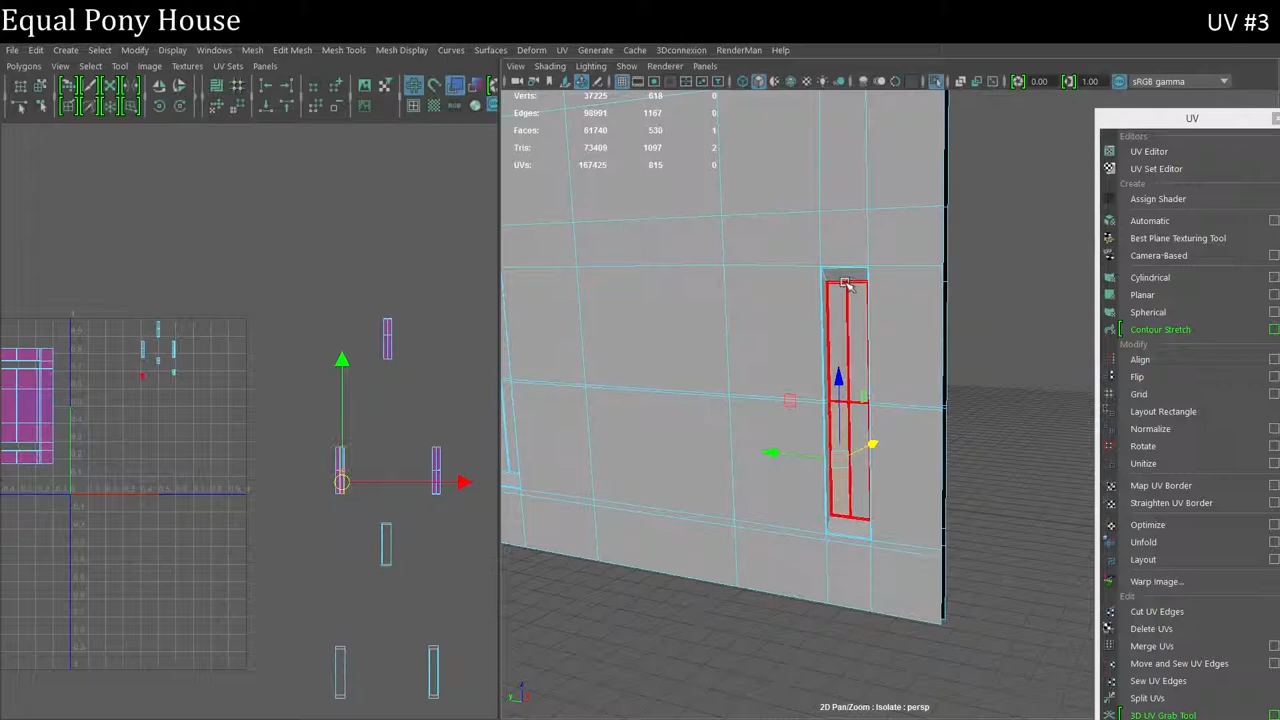 Equal Pony House
UV #3
File Edit Create Select Modify Display Windows Mesh Edit Mesh Mesh Tools Mesh Display Curves Surfaces Deform UV Generate Cache 3Dconnexion RenderMan Help
Polygons View Select Tool Image Textures UV Sets Panels
View Shading Lighting Show Renderer Panels
0.00 1.00 sRGB gamma
Verts: 37225 618 0
Edges: 98991 1167 0
Faces: 61740 530 1
Tris: 73409 1097 2
UVs: 167425 815 0
UV
Editors
UV Editor
UV Set Editor
Create
Assign Shader
Automatic
Best Plane Texturing Tool
Camera-Based
Cylindrical
Planar
Spherical
Contour Stretch
Modify
Align
Flip
Grid
Layout Rectangle
Normalize
Rotate
Unitize
Map UV Border
Straighten UV Border
Optimize
Unfold
Layout
Warp Image...
Edit
Cut UV Edges
Delete UVs
Merge UVs
Move and Sew UV Edges
Sew UV Edges
Split UVs
3D UV Grab Tool
2D Pan/Zoom : Isolate : persp